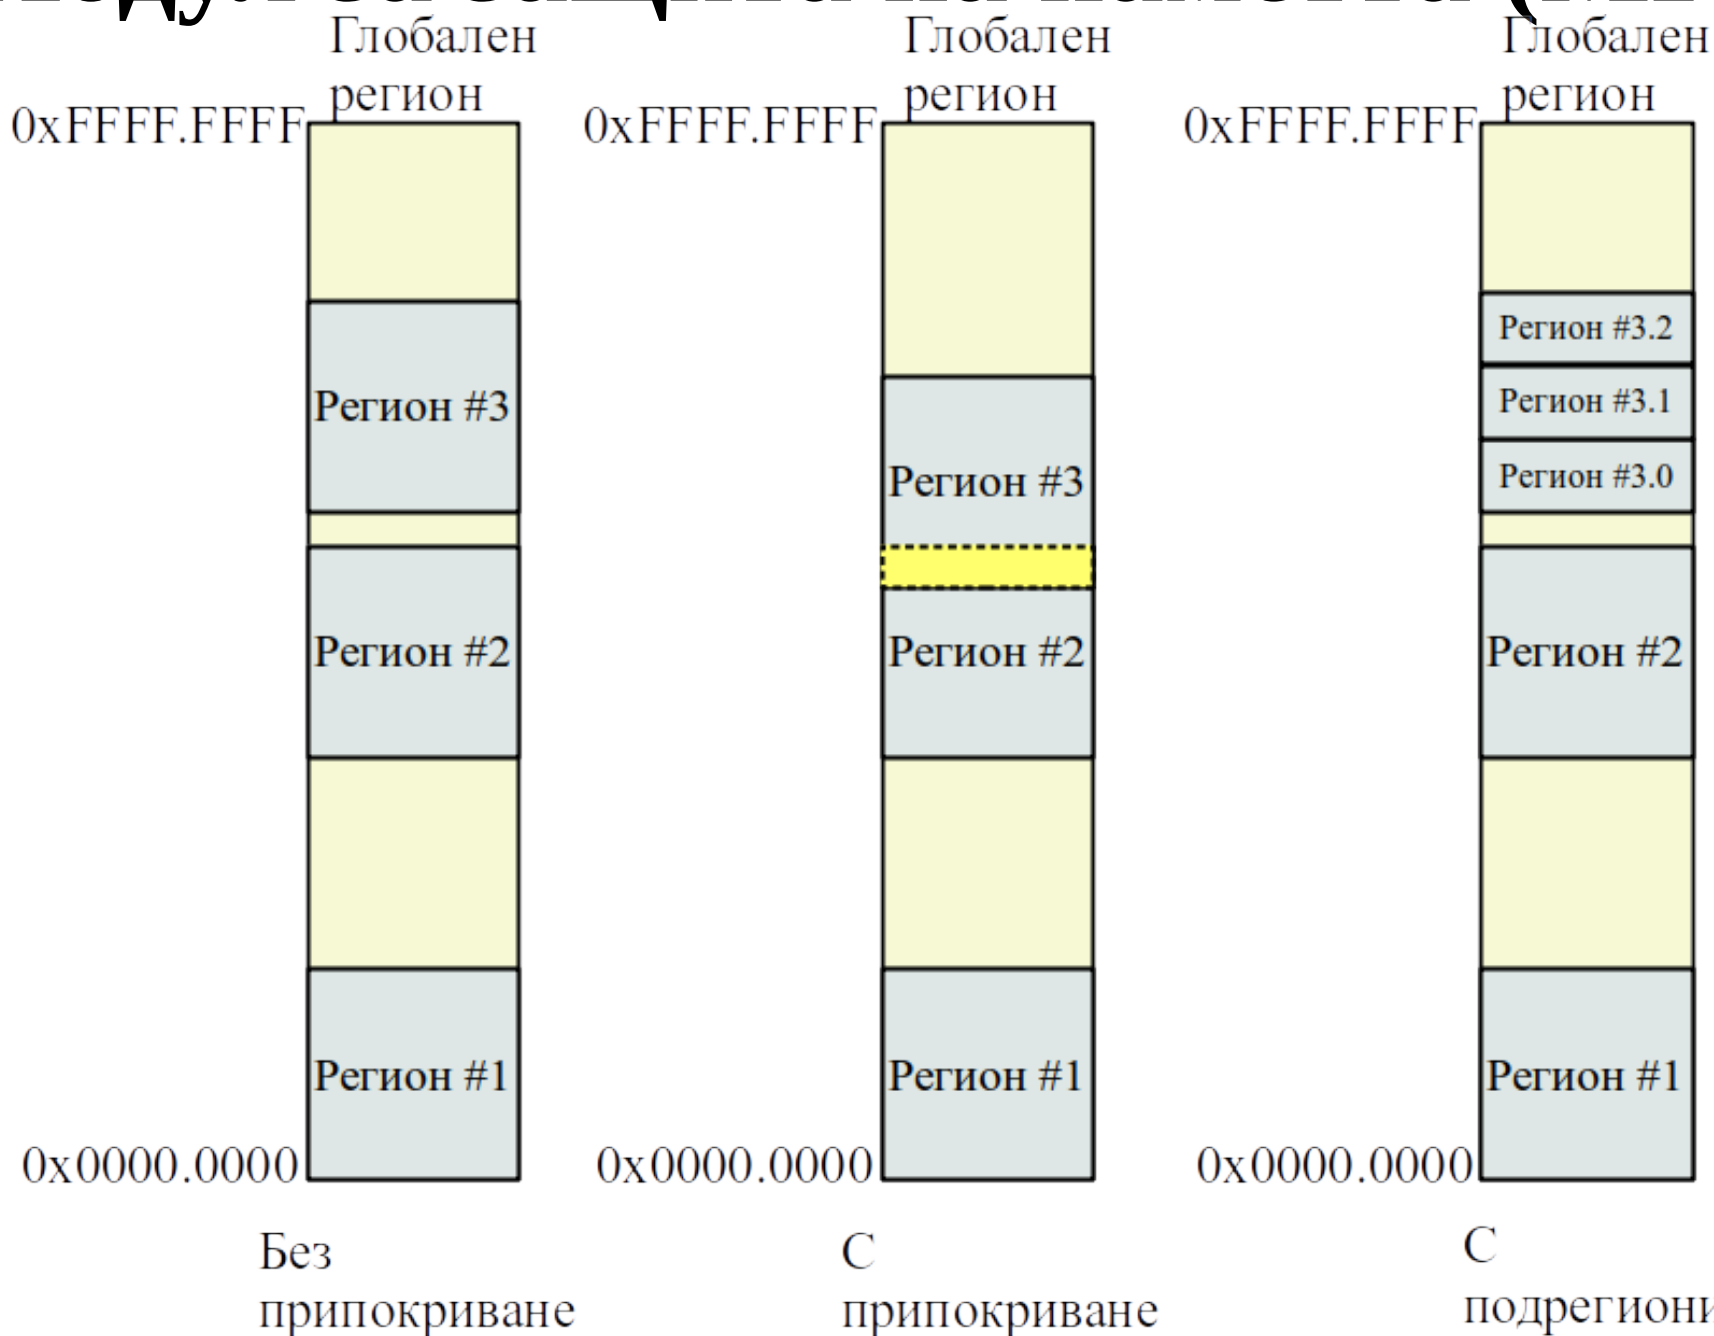 Глобален
регион
0xFFFF.FFFF
Регион #3
Регион #2
Регион #1
0x0000.0000
Без
припокриване
Глобален
регион
0xFFFF.FFFF
Регион #3
Регион #2
Регион #1
0x0000.0000
С
припокриване
Глобален
регион
0xFFFF.FFFF
Регион #3.2
Регион #3.1
Регион #3.0
Регион #2
Регион #1
0x0000.0000
С
подрегиони